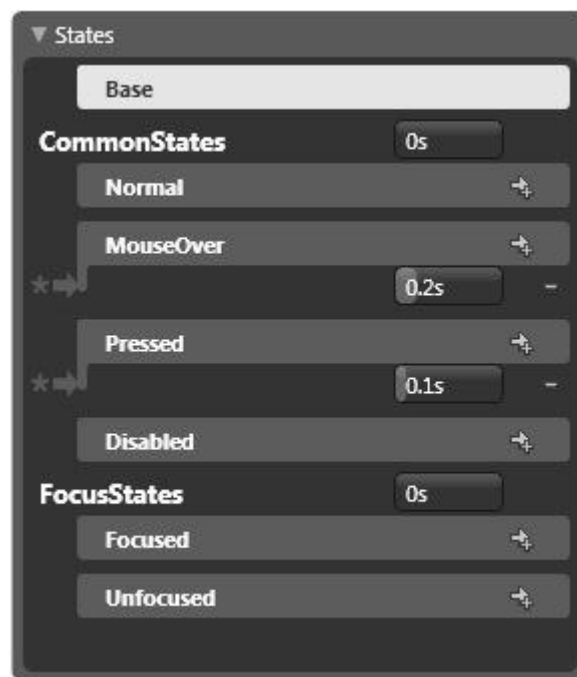 States
Base
CommonStates 0s
Normal
MouseOver
0.2s
Pressed
0.1s
Disabled
FocusStates 0s
Focused
Unfocused